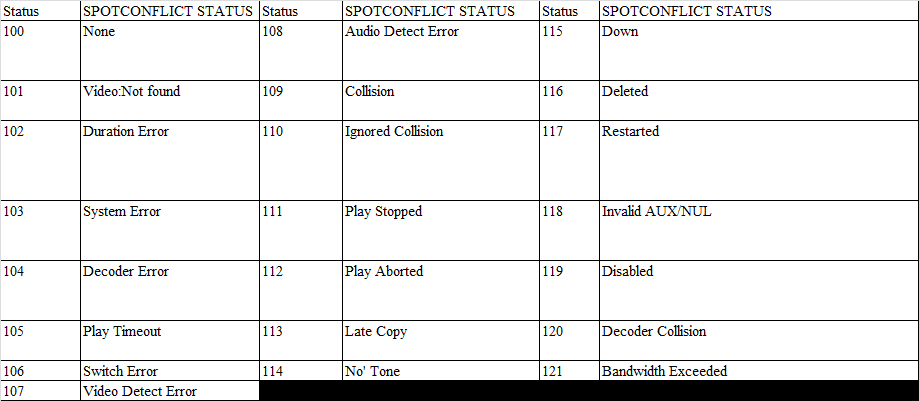 Status SPOTCONFLICT STATUS Status SPOTCONFLICT STATUS Status SPOTCONFLICT STATUS
100 None 108 Audio Detect Error 115 Down
101 Video:Not found 109 Collision 116 Deleted
102 Duration Error 110 Ignored Collision 117 Restarted
103 System Error 111 Play Stopped 118 Invalid AUX/NUL
104 Decoder Error 112 Play Aborted 119 Disabled
105 Play Timeout 113 Late Copy 120 Decoder Collision
106 Switch Error 114 No' Tone 121 Bandwidth Exceeded
107 Video Detect Error